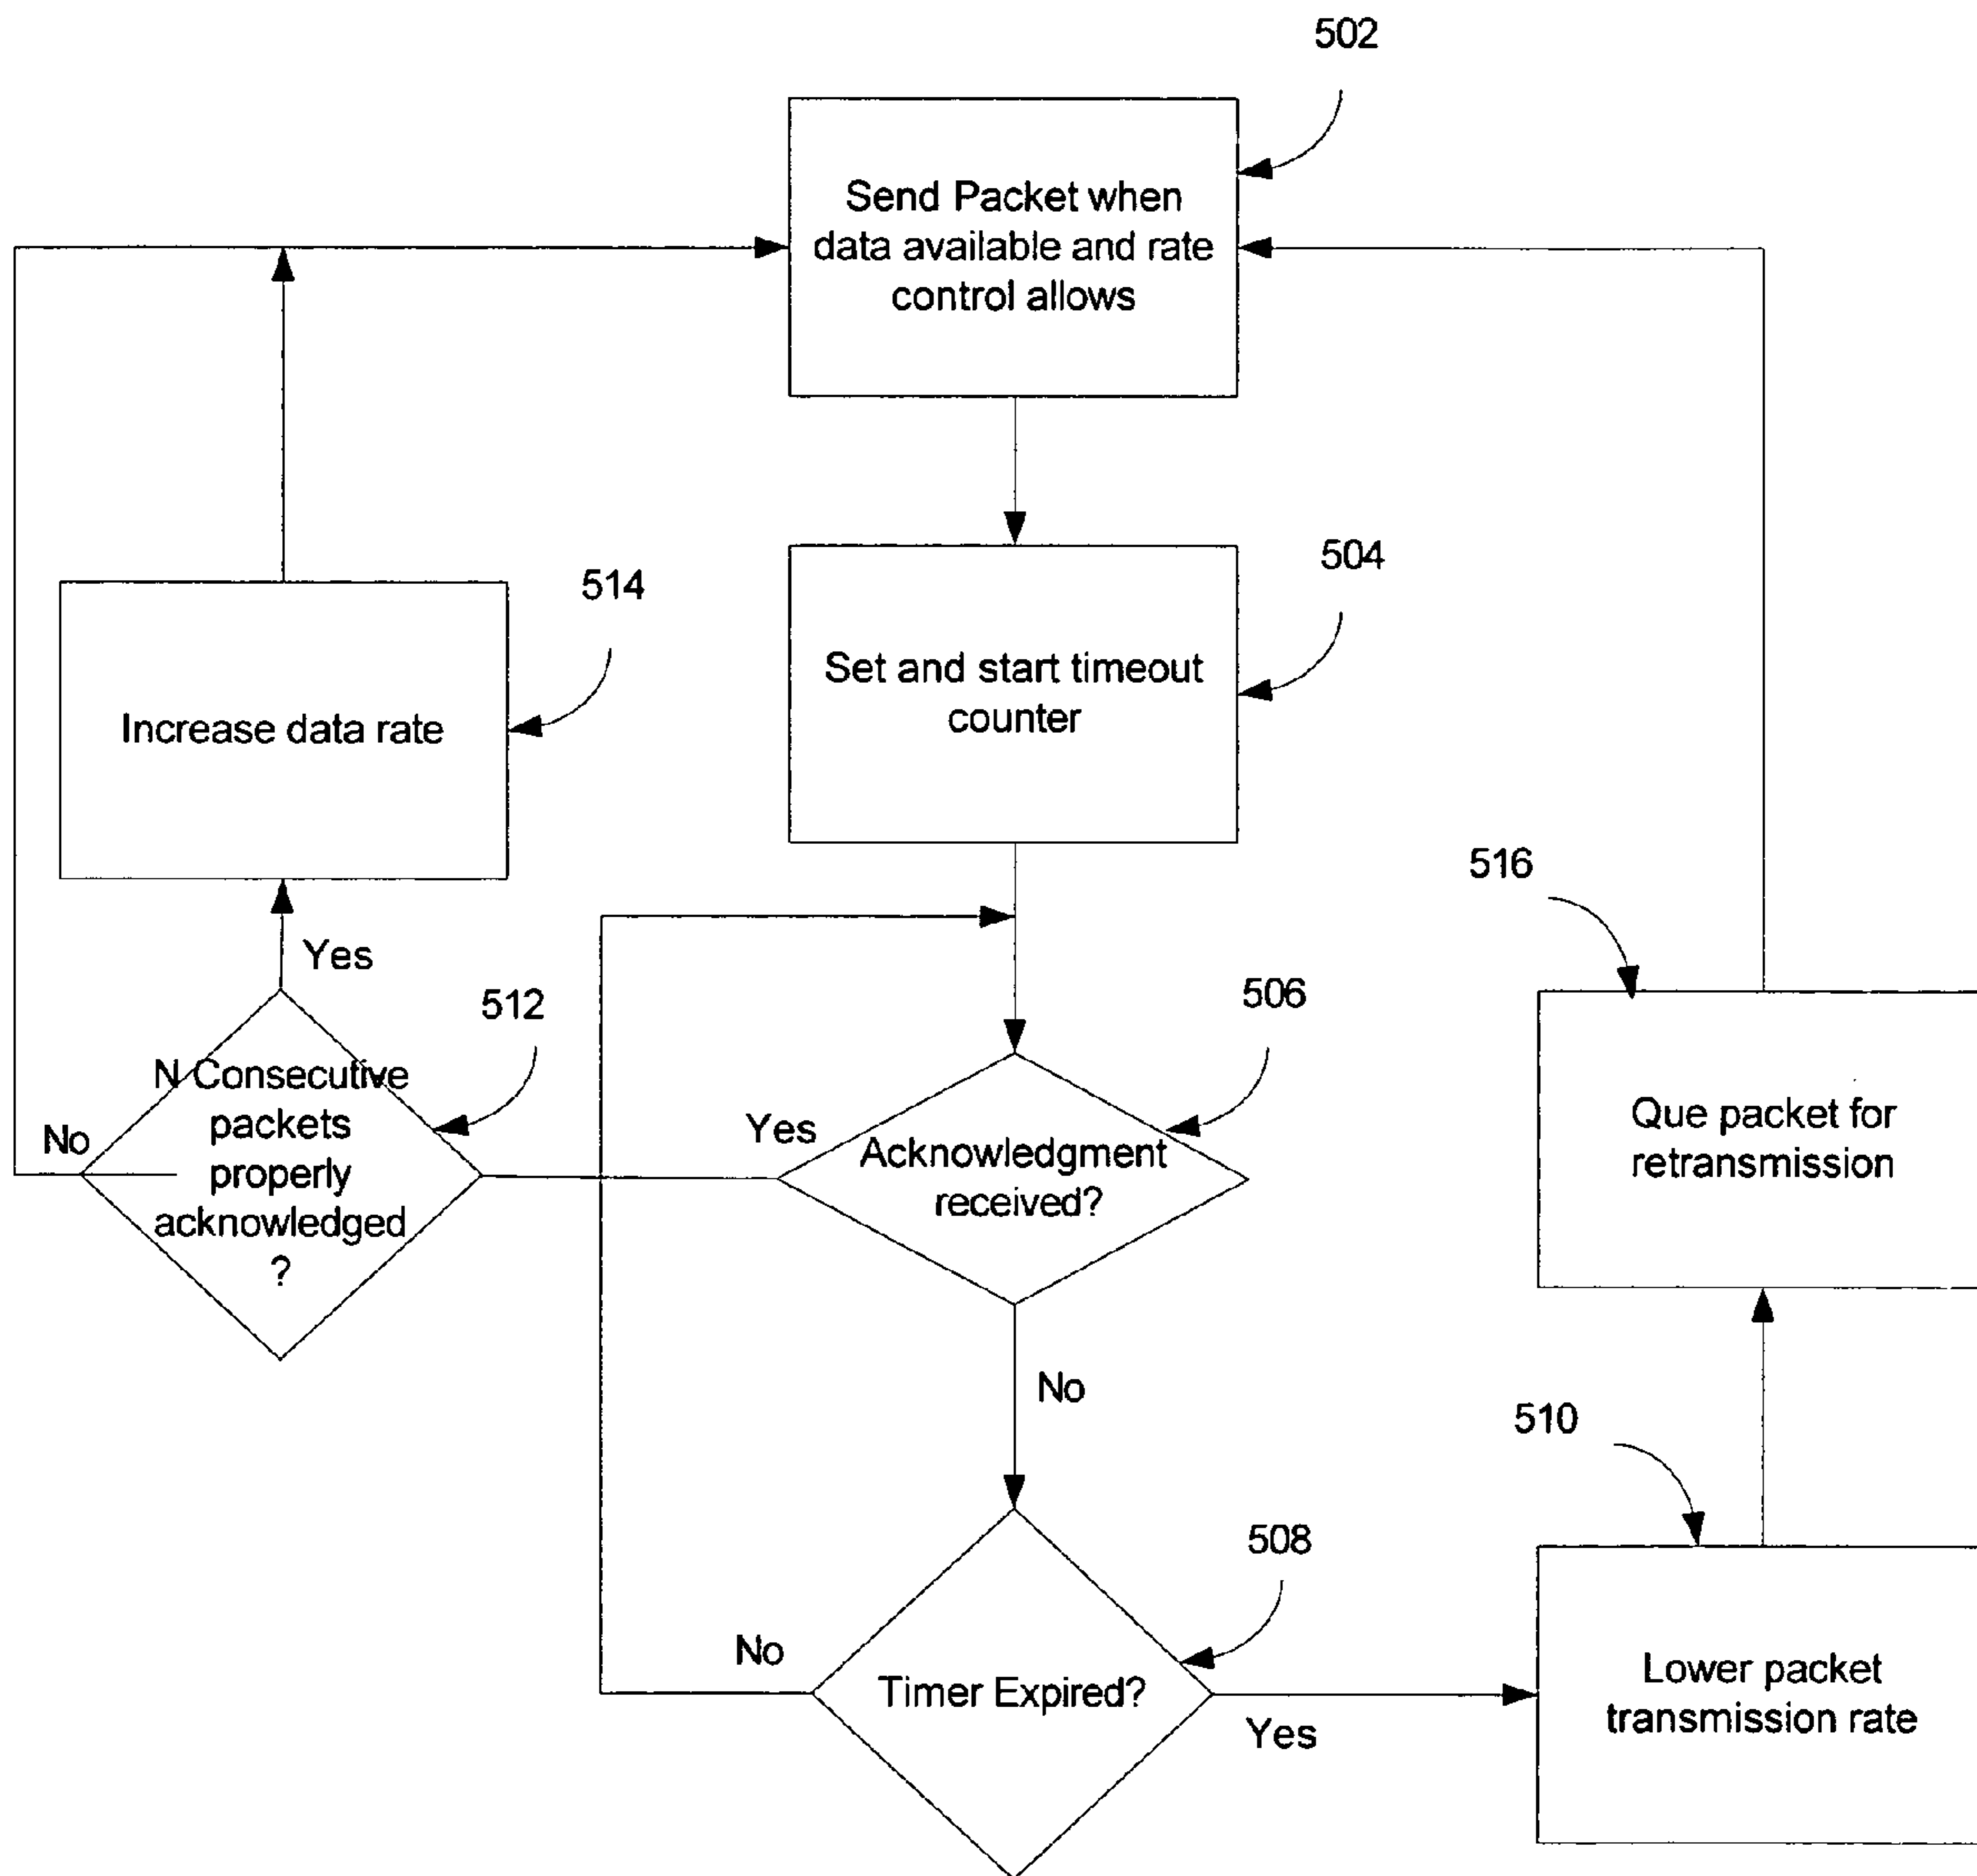 502
Send Packet when
data available and rate
control allows
504
Set and start timeout
counter
514
Increase data rate
516
Yes
512
506
N Consecutive
packets
properly
acknowledged
?
No
Yes
Acknowledgment
received?
Que packet for
retransmission
No
510
508
No
Timer Expired?
Yes
Lower packet
transmission rate